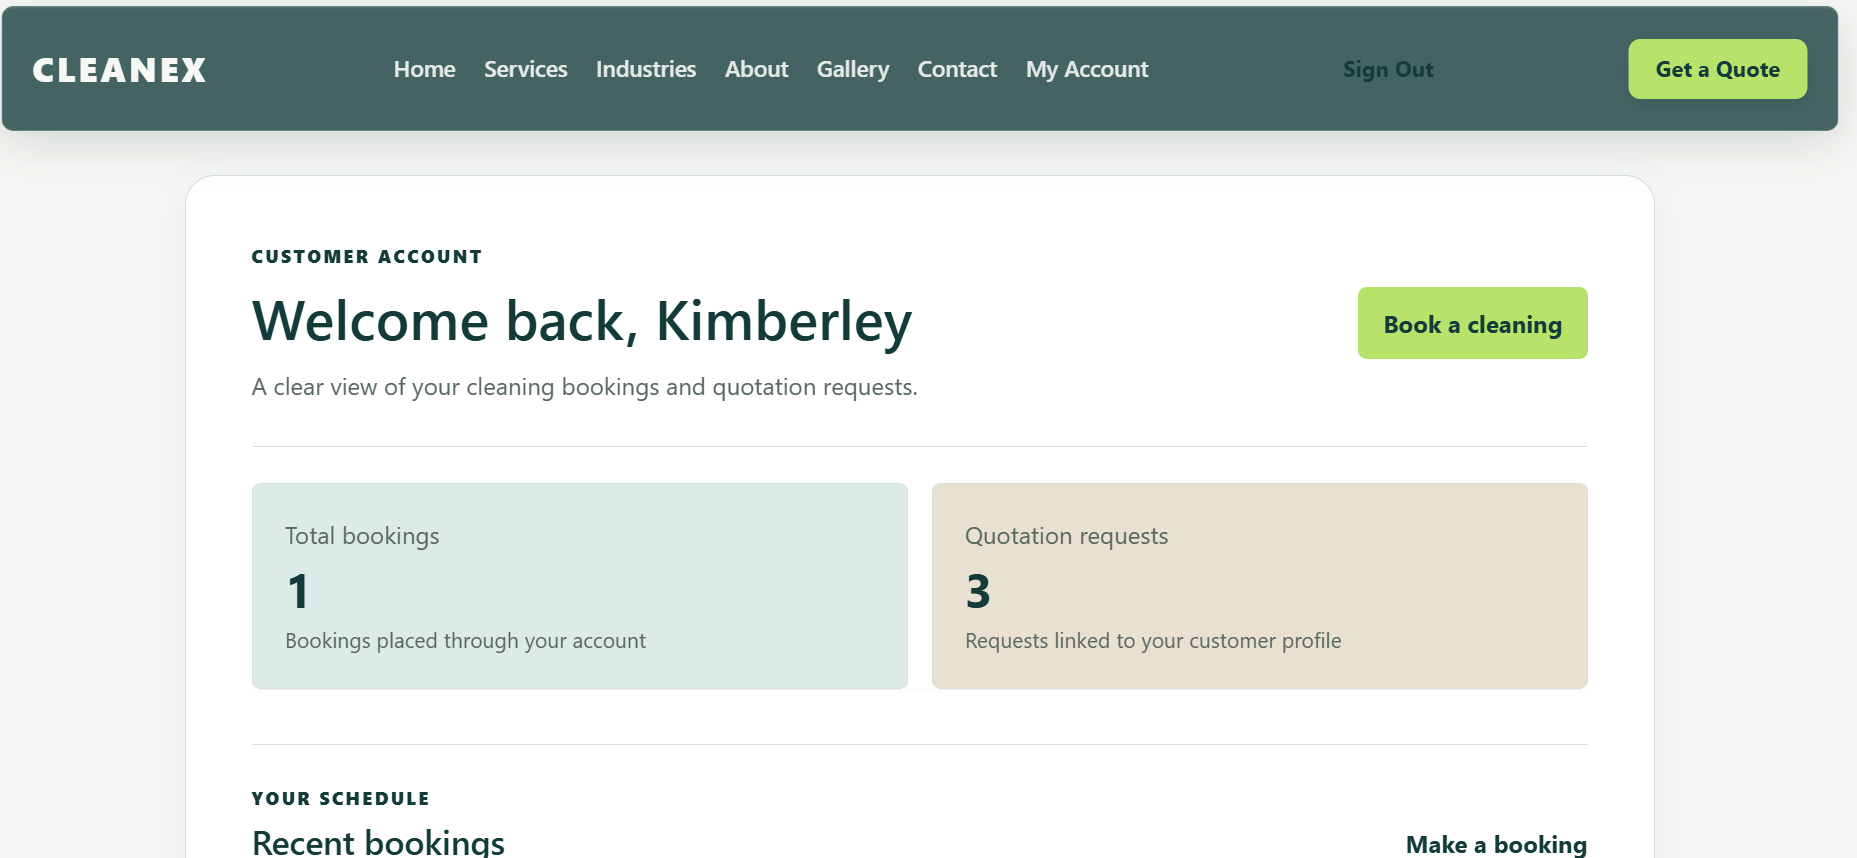 CLEANEX
Home Services Industries About Gallery Contact My Account Sign Out Get a Quote
CUSTOMER ACCOUNT
Welcome back, Kimberley
Book a cleaning
A clear view of your cleaning bookings and quotation requests.
Total bookings
1
Bookings placed through your account
Quotation requests
3
Requests linked to your customer profile
YOUR SCHEDULE
Recent bookings
Make a booking